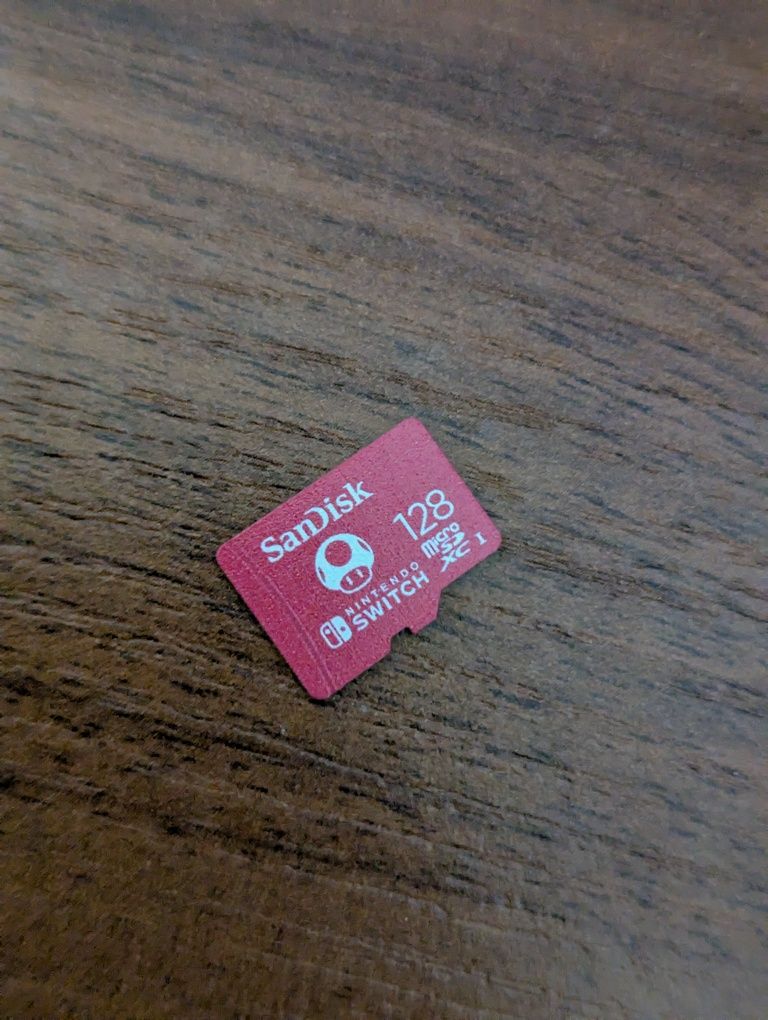 SanDisk
128
micro
SD
XC I
NINTENDO
SWITCH